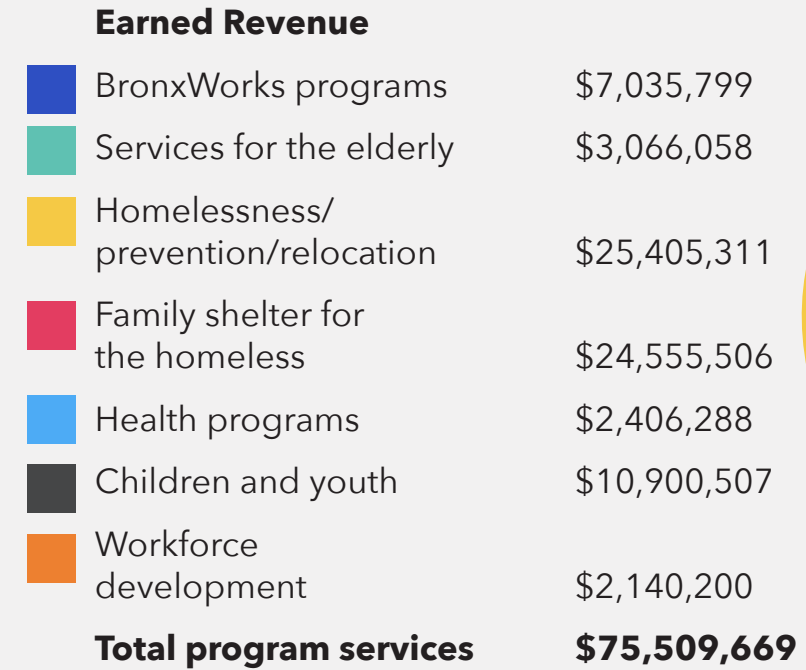 Earned Revenue
BronxWorks programs $7,035,799
Services for the elderly $3,066,058
Homelessness/
prevention/relocation $25,405,311
Family shelter for
the homeless $24,555,506
Health programs $2,406,288
Children and youth $10,900,507
Workforce
development $2,140,200
Total program services $75,509,669